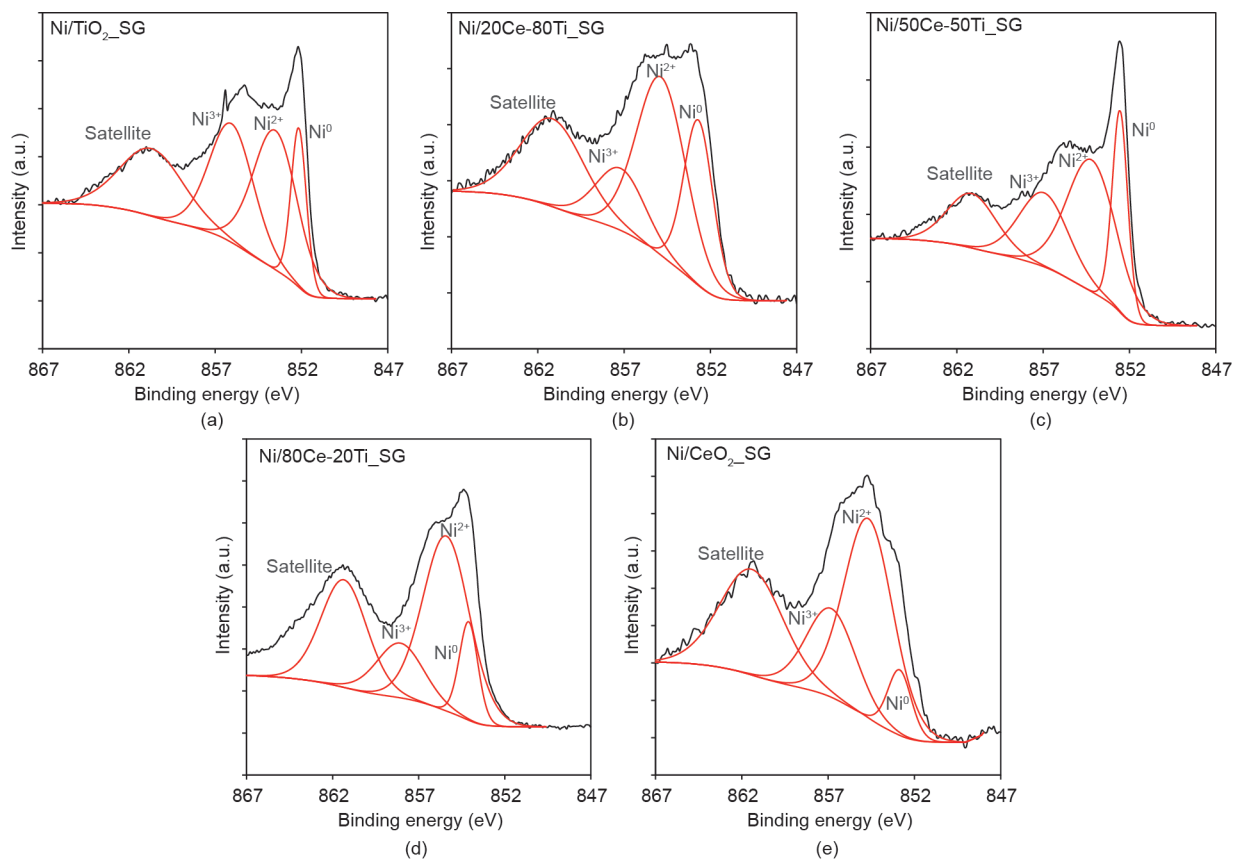 Ni/TiO₂_SG
Satellite
Ni³⁺
Ni²⁺
Ni⁰
Intensity (a.u.)
867 862 857 852 847
Binding energy (eV)
(a)
Ni/20Ce-80Ti_SG
Satellite
Ni³⁺
Ni²⁺
Ni⁰
Intensity (a.u.)
867 862 857 852 847
Binding energy (eV)
(b)
Ni/50Ce-50Ti_SG
Satellite
Ni³⁺
Ni²⁺
Ni⁰
Intensity (a.u.)
867 862 857 852 847
Binding energy (eV)
(c)
Ni/80Ce-20Ti_SG
Satellite
Ni³⁺
Ni²⁺
Ni⁰
Intensity (a.u.)
867 862 857 852 847
Binding energy (eV)
(d)
Ni/CeO₂_SG
Satellite
Ni³⁺
Ni²⁺
Ni⁰
Intensity (a.u.)
867 862 857 852 847
Binding energy (eV)
(e)